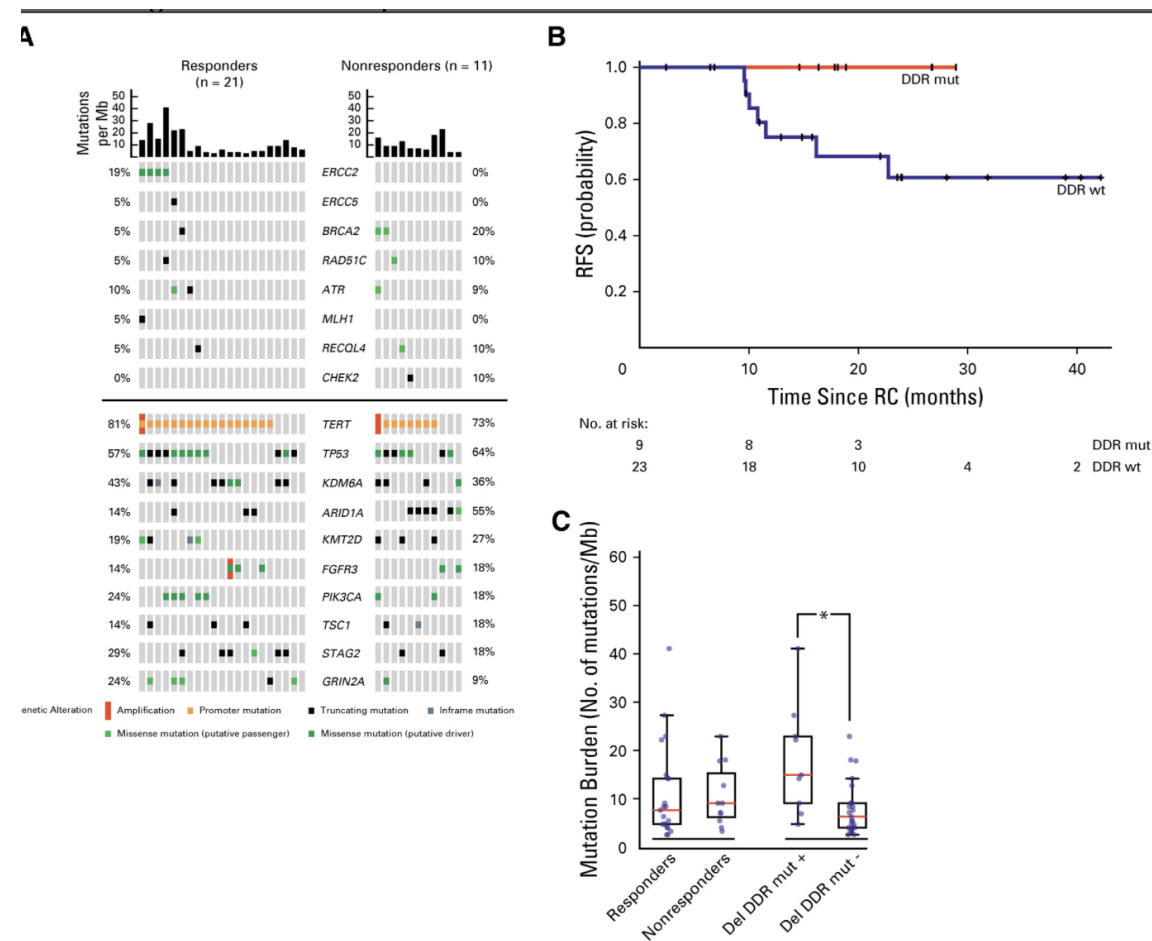 A
Responders
(n = 21)
Nonresponders (n = 11)
Mutations
per Mb
50
40
30
20
10
50
40
30
20
10
19% ERCC2 0%
5% ERCC5 0%
5% BRCA2 20%
5% RAD51C 10%
10% ATR 9%
5% MLH1 0%
5% RECQL4 10%
0% CHEK2 10%
81% TERT 73%
57% TP53 64%
43% KDM6A 36%
14% ARID1A 55%
19% KMT2D 27%
14% FGFR3 18%
24% PIK3CA 18%
14% TSC1 18%
29% STAG2 18%
24% GRIN2A 9%
enetic Alteration Amplification Promoter mutation Truncating mutation Inframe mutation
Missense mutation (putative passenger) Missense mutation (putative driver)
B
RFS (probability)
1.0
0.8
0.6
0.4
0.2
DDR mut
DDR wt
0 10 20 30 40
Time Since RC (months)
No. at risk:
9 8 3 DDR mut
23 18 10 4 2 DDR wt
C
Mutation Burden (No. of mutations/Mb)
60
50
40
30
20
10
0
*
Responders
Nonresponders
Del DDR mut +
Del DDR mut -